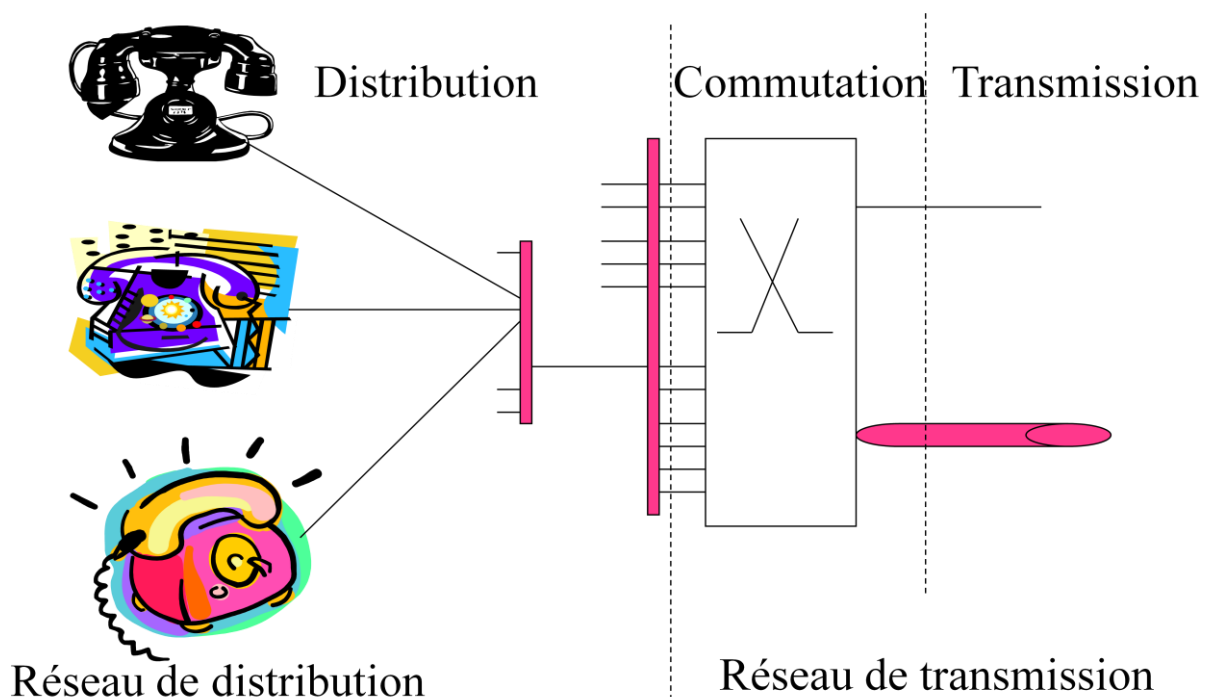 Distribution
Commutation
Transmission
Réseau de distribution
Réseau de transmission